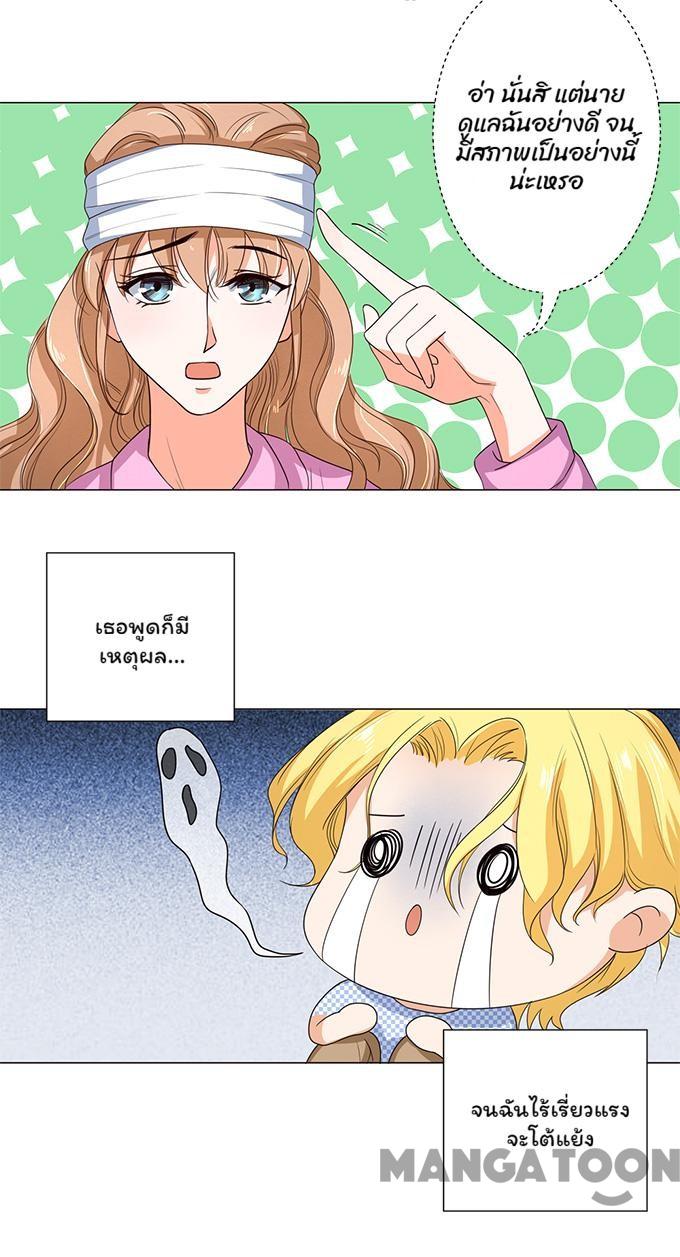 อ่า นั่นสิ แต่นาย
ดูแลฉันอย่างดี จน
มีสภาพเป็นอย่างนี้
น่ะเหรอ
เธอพูดก็มี
เหตุผล...
จนฉันไร้เรี่ยวแรง
จะโต้แย้ง
MANGATOON